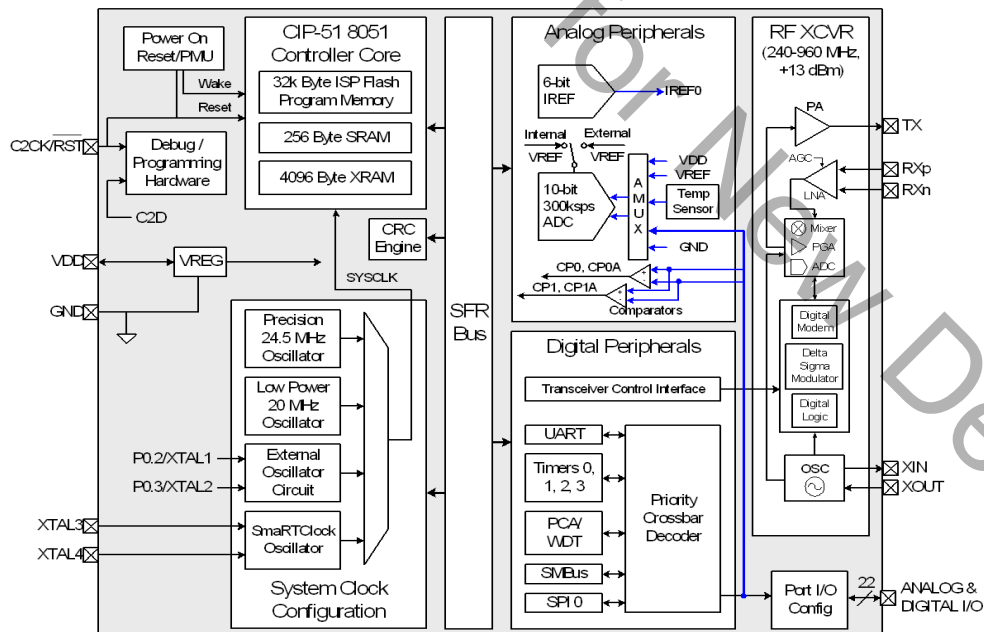 Power On
Reset/PMU
Wake
Reset
C2CK/RST
Debug /
Programming
Hardware
C2D
VDD
VREG
GND
CIP-51 8051
Controller Core
32k Byte ISP Flash
Program Memory
256 Byte SRAM
4096 Byte XRAM
CRC
Engine
SYSCLK
Precision
24.5 MHz
Oscillator
Low Power
20 MHz
Oscillator
P0.2/XTAL1
P0.3/XTAL2
External
Oscillator
Circuit
XTAL3
XTAL4
SmaRTClock
Oscillator
System Clock
Configuration
SFR
Bus
Analog Peripherals
6-bit
IREF
IREF0
Internal
External
VREF
VREF
10-bit
300ksps
ADC
A
M
U
X
VDD
VREF
Temp
Sensor
GND
CP0, CP0A
+
-
CP1, CP1A
+
-
Comparators
Digital Peripherals
Transceiver Control Interface
UART
Timers 0,
1, 2, 3
PCA/
WDT
SMBus
SPI 0
Priority
Crossbar
Decoder
RF XCVR
(240-960 MHz,
+13 dBm)
PA
TX
AGC
LNA
RXp
RXn
Mixer
PGA
ADC
Digital
Modem
Delta
Sigma
Modulator
Digital
Logic
OSC
XIN
XOUT
Port I/O
Config
22
ANALOG &
DIGITAL I/O
for New De